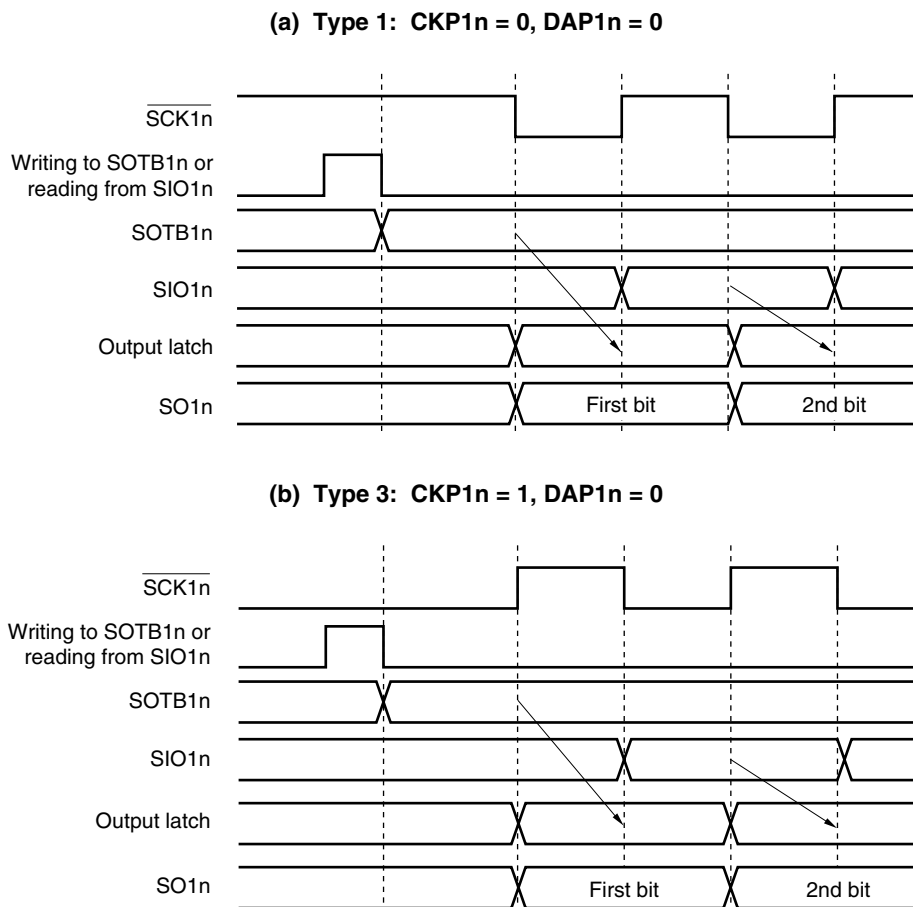 (a) Type 1: CKP1n = 0, DAP1n = 0
SCK1n
Writing to SOTB1n or
reading from SIO1n
SOTB1n
SIO1n
Output latch
SO1n
First bit
2nd bit
(b) Type 3: CKP1n = 1, DAP1n = 0
SCK1n
Writing to SOTB1n or
reading from SIO1n
SOTB1n
SIO1n
Output latch
SO1n
First bit
2nd bit